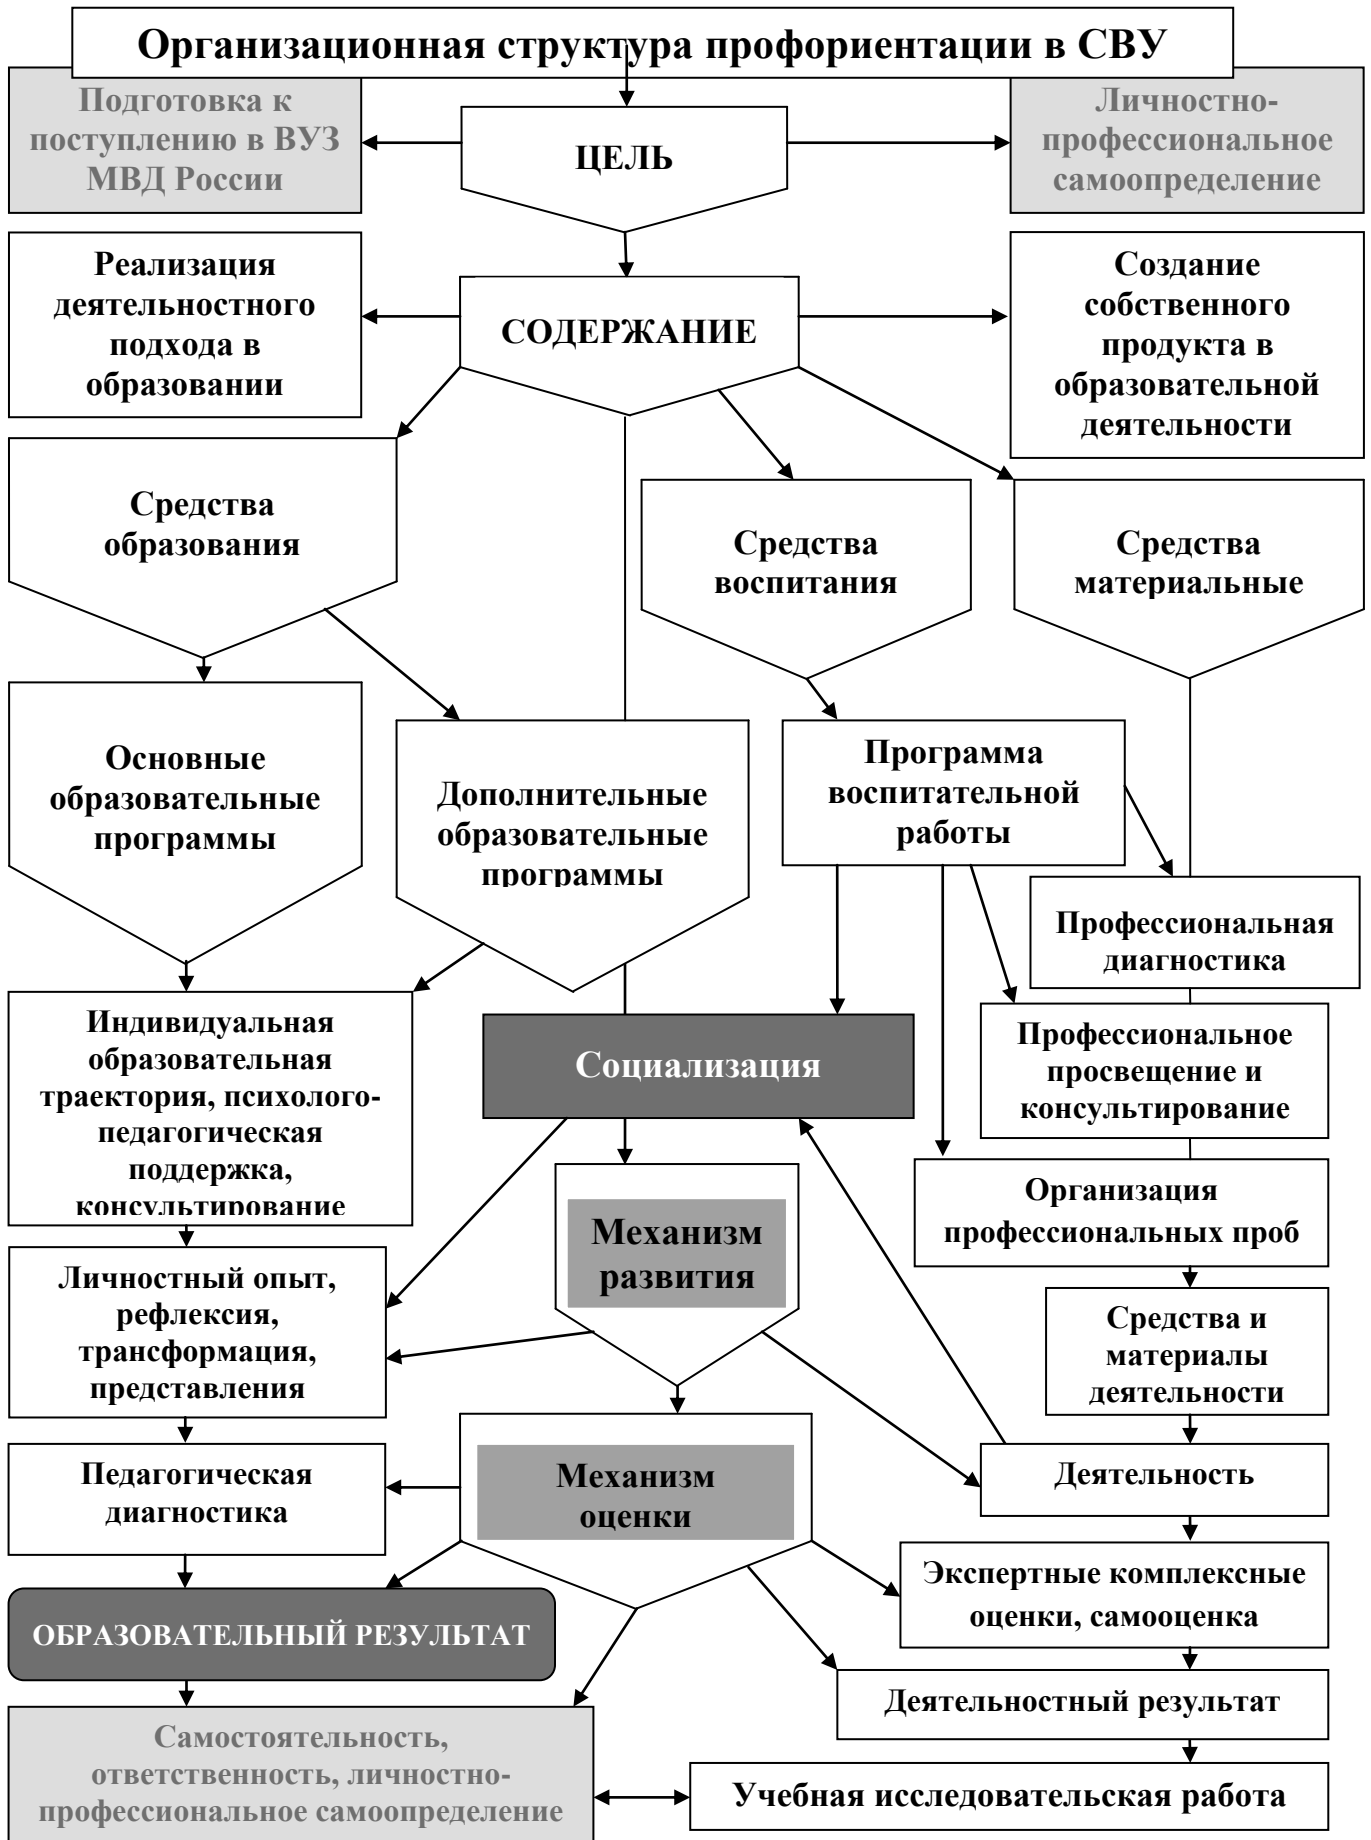 Организационная структура профориентации в СВУ
Подготовка к
поступлению в ВУЗ
МВД России
ЦЕЛЬ
Личностно-
профессиональное
самоопределение
Реализация
деятельностного
подхода в
образовании
СОДЕРЖАНИЕ
Создание
собственного
продукта в
образовательной
деятельности
Средства
образования
Средства
воспитания
Средства
материальные
Основные
образовательные
программы
Дополнительные
образовательные
программы
Программа
воспитательной
работы
Профессиональная
диагностика
Индивидуальная
образовательная
траектория, психолого-
педагогическая
поддержка,
консультирование
Социализация
Профессиональное
просвещение и
консультирование
Механизм
развития
Организация
профессиональных проб
Личностный опыт,
рефлексия,
трансформация,
представления
Средства и
материалы
деятельности
Педагогическая
диагностика
Механизм
оценки
Деятельность
Экспертные комплексные
оценки, самооценка
ОБРАЗОВАТЕЛЬНЫЙ РЕЗУЛЬТАТ
Деятельностный результат
Самостоятельность,
ответственность, личностно-
профессиональное самоопределение
Учебная исследовательская работа